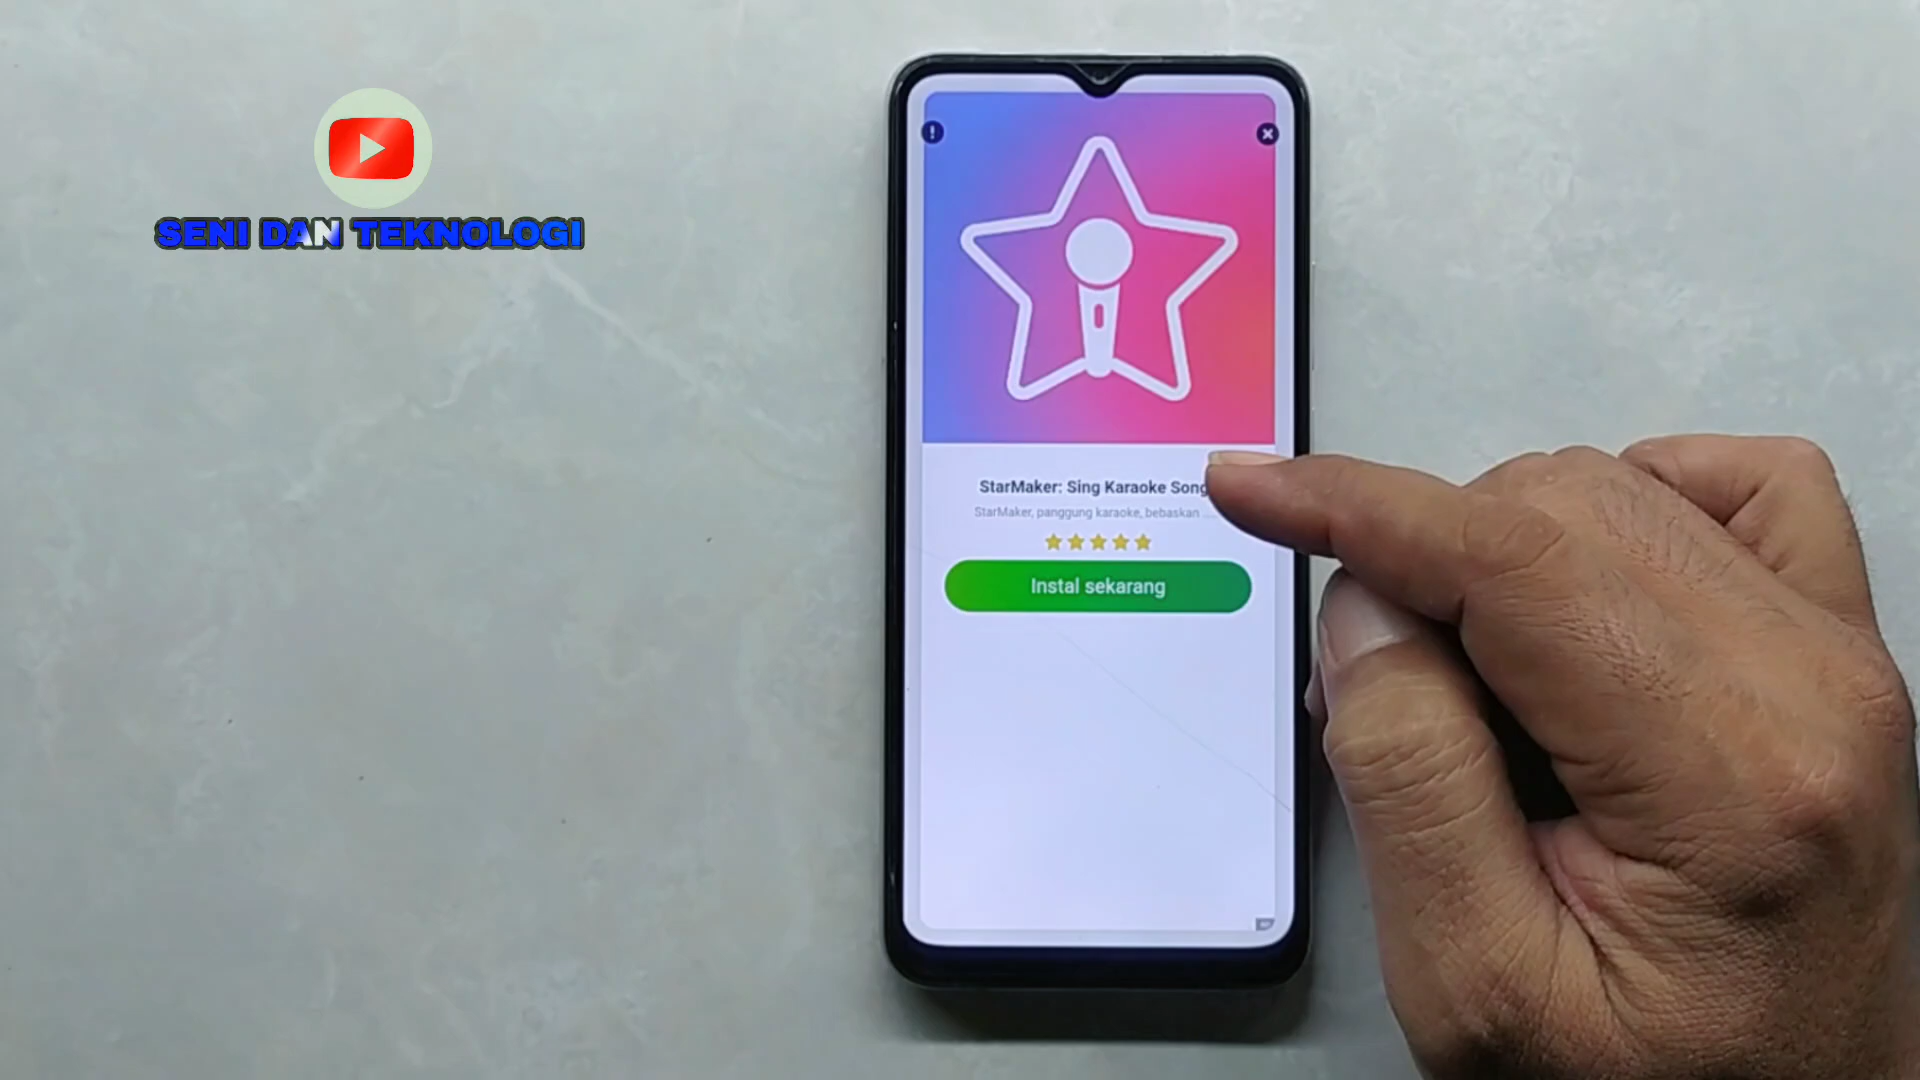 SENI DAN TEKNOLOGI
StarMaker: Sing Karaoke Song
StarMaker, panggung karaoke, bebaskan ....
Instal sekarang